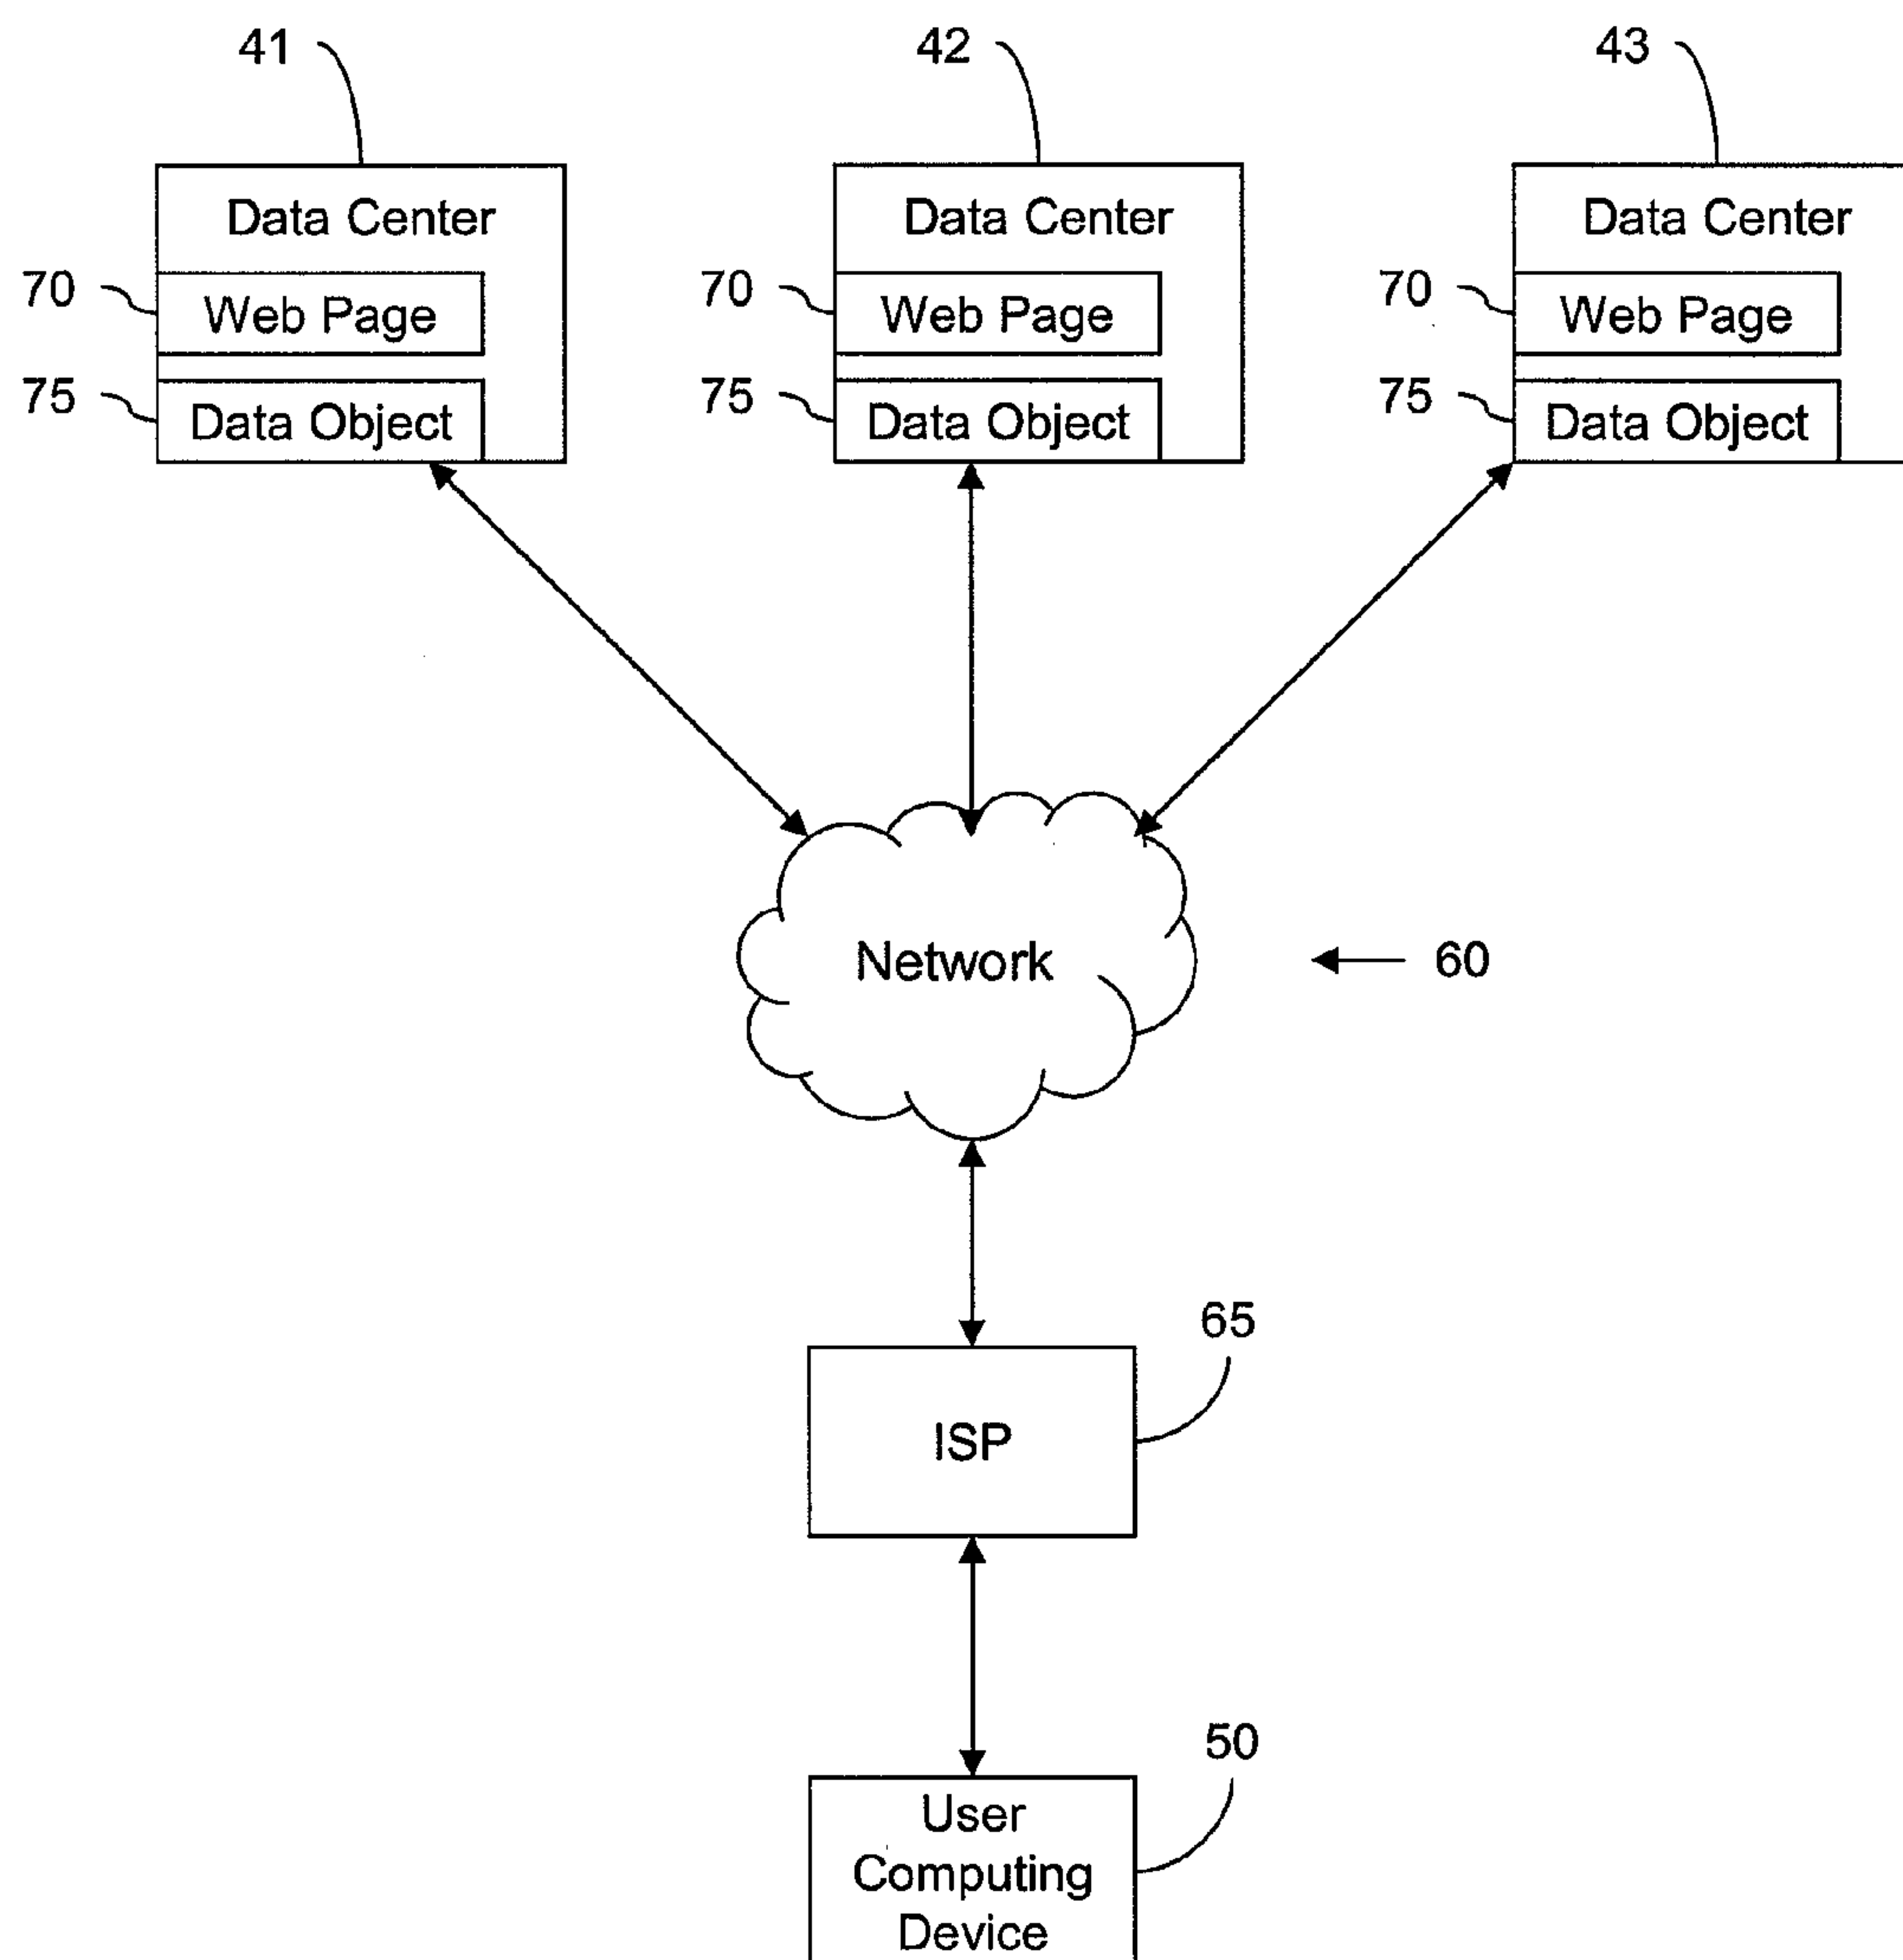 41
42
43
Data Center
Data Center
Data Center
70
Web Page
70
Web Page
70
Web Page
75
Data Object
75
Data Object
75
Data Object
Network
60
65
ISP
50
User
Computing
Device